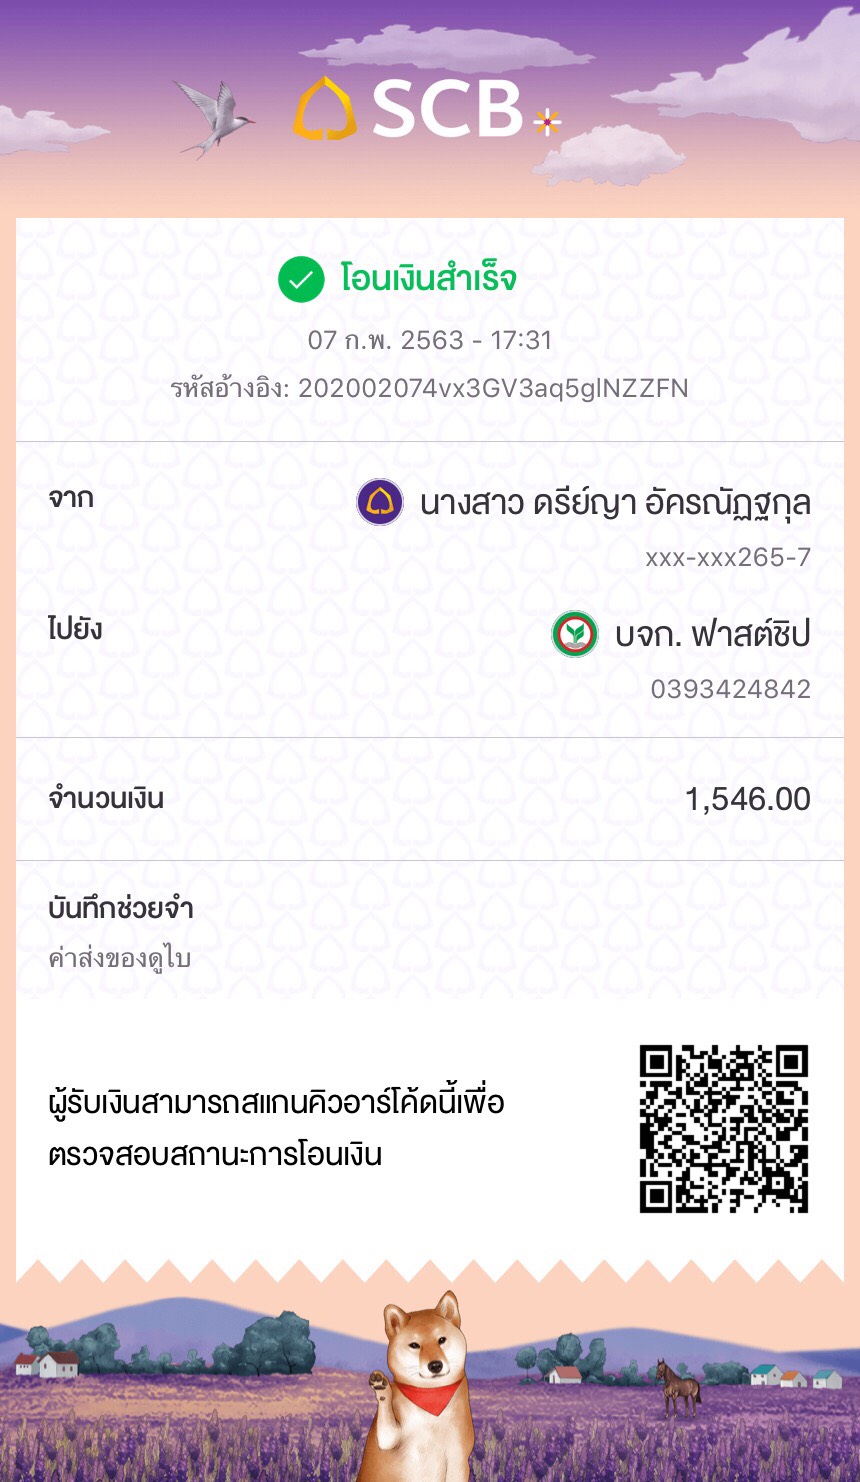 SCB
โอนเงินสำเร็จ
07 ก.พ. 2563 - 17:31
รหัสอ้างอิง: 202002074vx3GV3aq5glNZZFN
จาก
นางสาว ดรีย์ญา อัครณัฏฐกุล
xxx-xxx265-7
ไปยัง
บจก. ฟาสต์ชิป
0393424842
จำนวนเงิน
1,546.00
บันทึกช่วยจำ
ค่าส่งของดูไบ
ผู้รับเงินสามารถสแกนคิวอาร์โค้ดนี้เพื่อ
ตรวจสอบสถานะการโอนเงิน